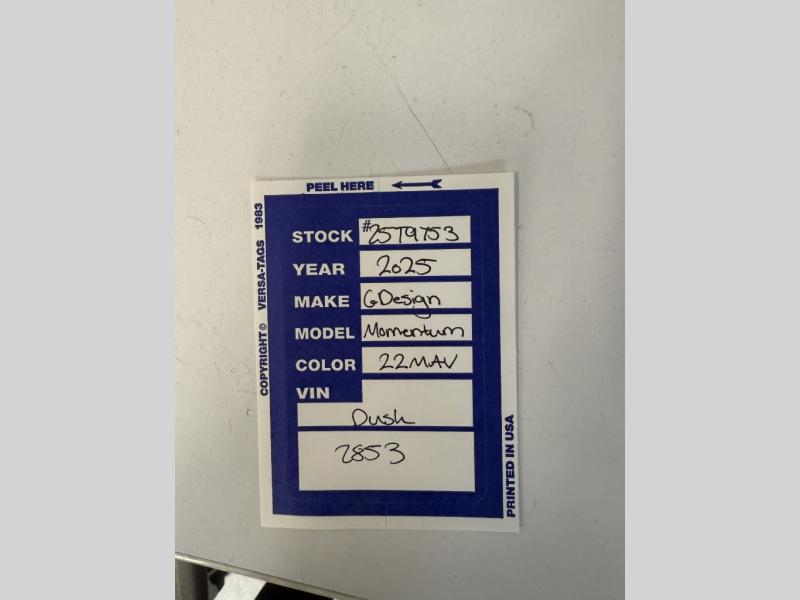 PEEL HERE
COPYRIGHT© VERSA-TAGS 1983
STOCK #25T9753
YEAR 2025
MAKE GDesign
MODEL Momentum
COLOR 22MAV
VIN
Dusk
2853
PRINTED IN USA